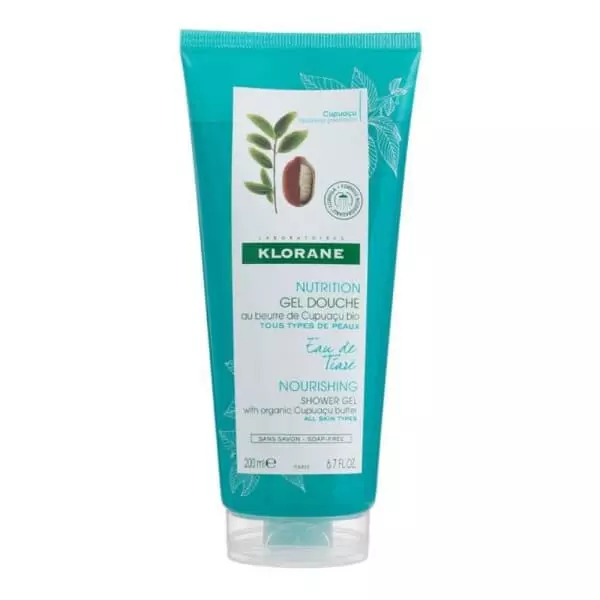 Cupuaçu
LABORATOIRES
KLORANE
NUTRITION
GEL DOUCHE
au beurre de Cupuaçu bio
TOUS TYPES DE PEAUX
Eau de
Tiaré
NOURISHING
SHOWER GEL
with organic Cupuaçu butter
ALL SKIN TYPES
SANS SAVON - SOAP-FREE
200 ml e PARIS 6.7 FL.OZ.